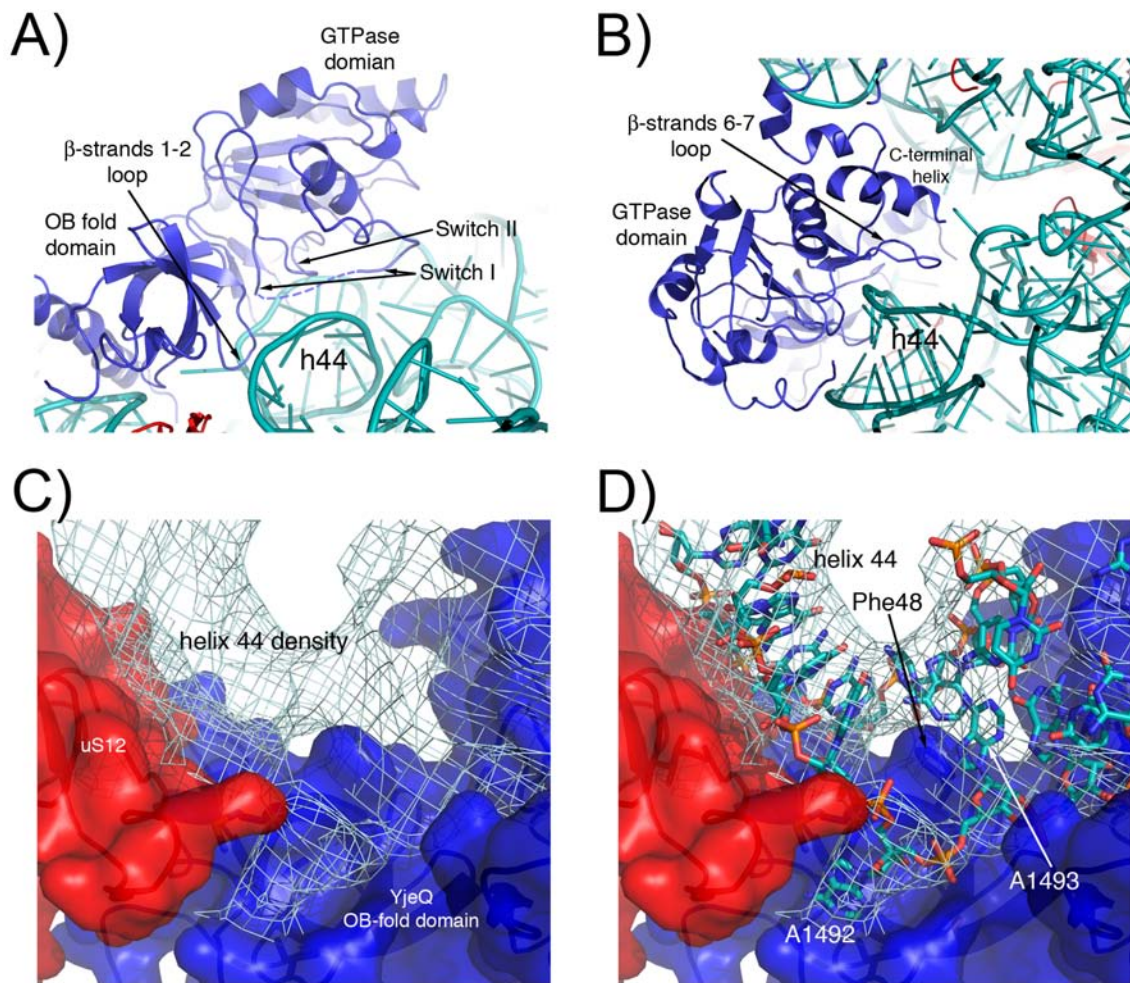 A)
GTPase
domian
β-strands 1-2
loop
OB fold
domain
Switch II
Switch I
h44
B)
β-strands 6-7
loop
C-terminal
helix
GTPase
domain
h44
C)
helix 44 density
uS12
YjeQ
OB-fold domain
D)
helix 44
Phe48
A1493
A1492